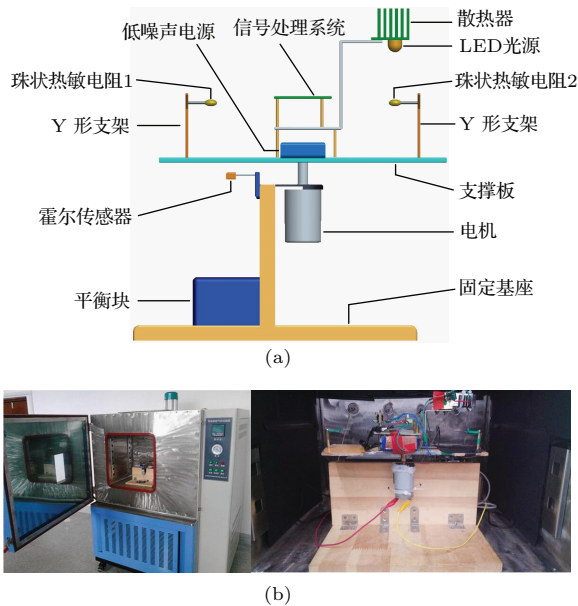 散热器
低噪声电源
信号处理系统
LED光源
珠状热敏电阻1
珠状热敏电阻2
Y 形支架
Y 形支架
支撑板
霍尔传感器
电机
平衡块
固定基座
(a)
(b)